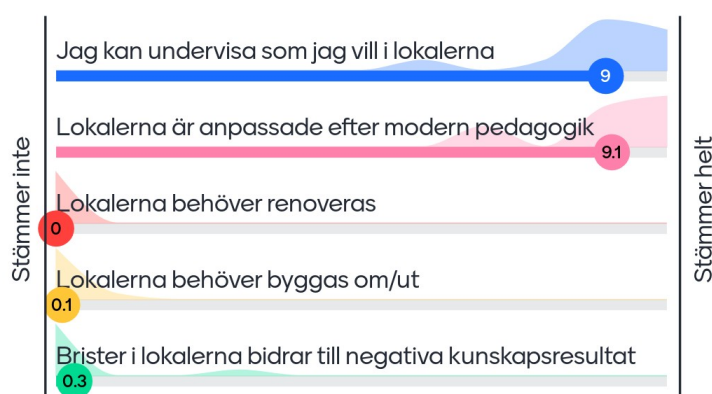 Jag kan undervisa som jag vill i lokalerna
9
Lokalerna är anpassade efter modern pedagogik
9.1
Lokalerna behöver renoveras
0
Lokalerna behöver byggas om/ut
0.1
Brister i lokalerna bidrar till negativa kunskapsresultat
0.3
Stämmer inte
Stämmer helt